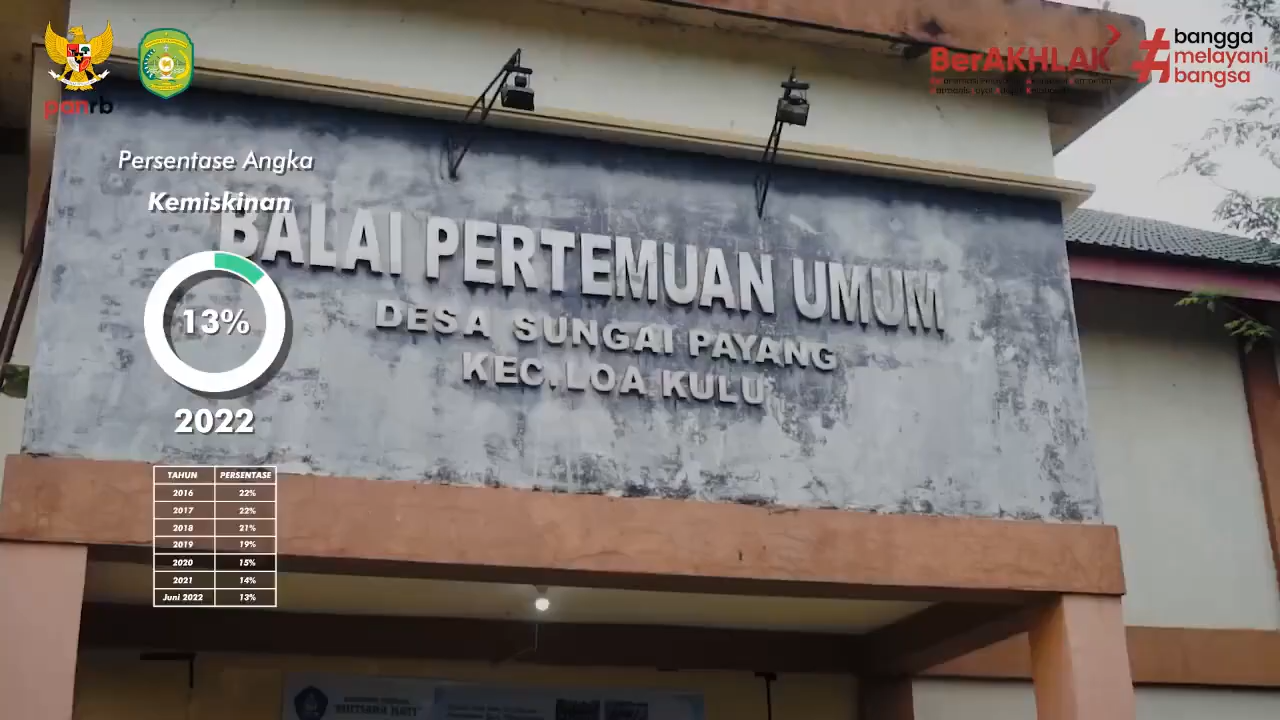 panrb
BerAKHLAK
#bangga
melayani
bangsa
Persentase Angka
Kemiskinan
13%
2022
BALAI PERTEMUAN UMUM
DESA SUNGAI PAYANG
KEC.LOA KULU
TAHUN PERSENTASE
2016 22%
2017 22%
2018 21%
2019 19%
2020 15%
2021 14%
Juni 2022 13%